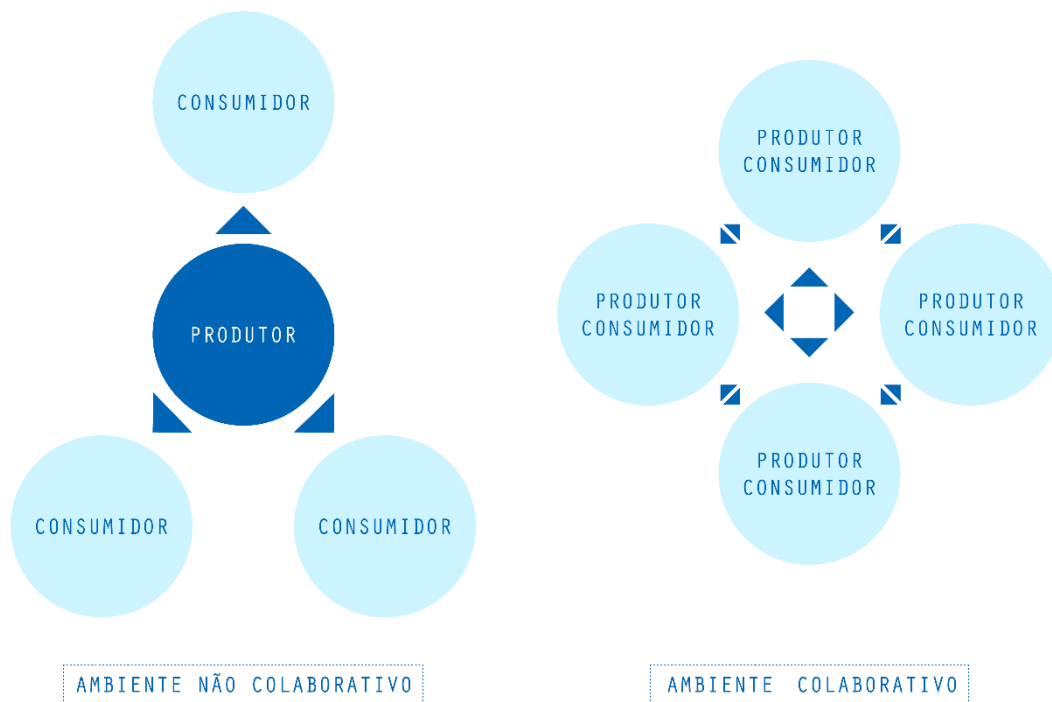 CONSUMIDOR
PRODUTOR
CONSUMIDOR
CONSUMIDOR
AMBIENTE NÃO COLABORATIVO
PRODUTOR
CONSUMIDOR
PRODUTOR
CONSUMIDOR
PRODUTOR
CONSUMIDOR
PRODUTOR
CONSUMIDOR
AMBIENTE COLABORATIVO